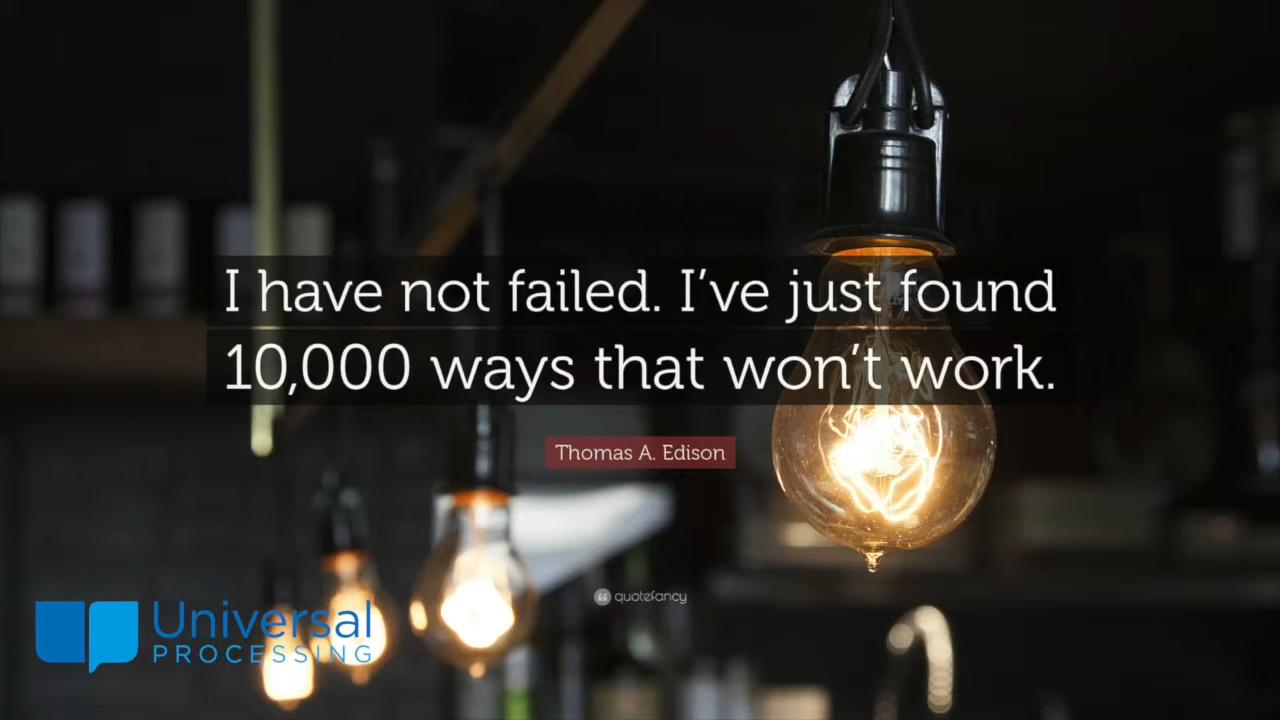 I have not failed. I’ve just found
10,000 ways that won’t work.
Thomas A. Edison
quotefancy
Universal
PROCESSING